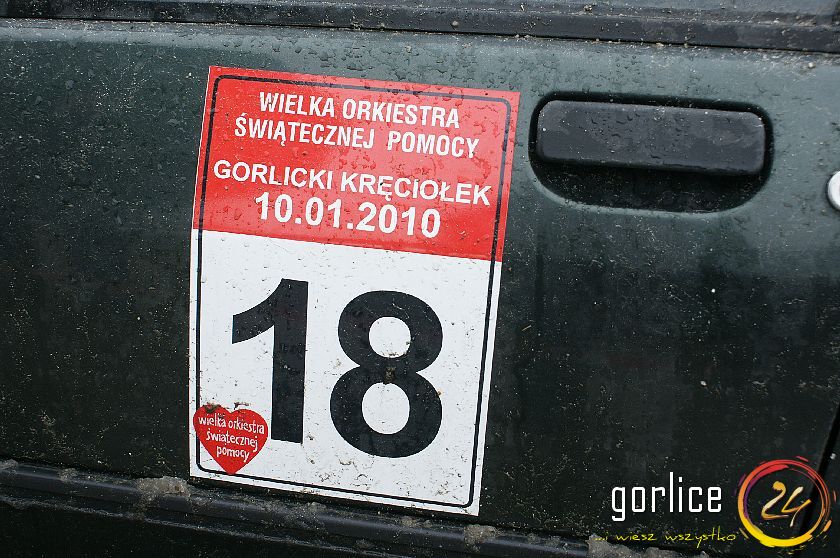 WIELKA ORKIESTRA
ŚWIĄTECZNEJ POMOCY
GORLICKI KRĘCIOŁEK
10.01.2010
18
wielka orkiestra
świątecznej
pomocy
gorlice 24
...i wiesz wszystko